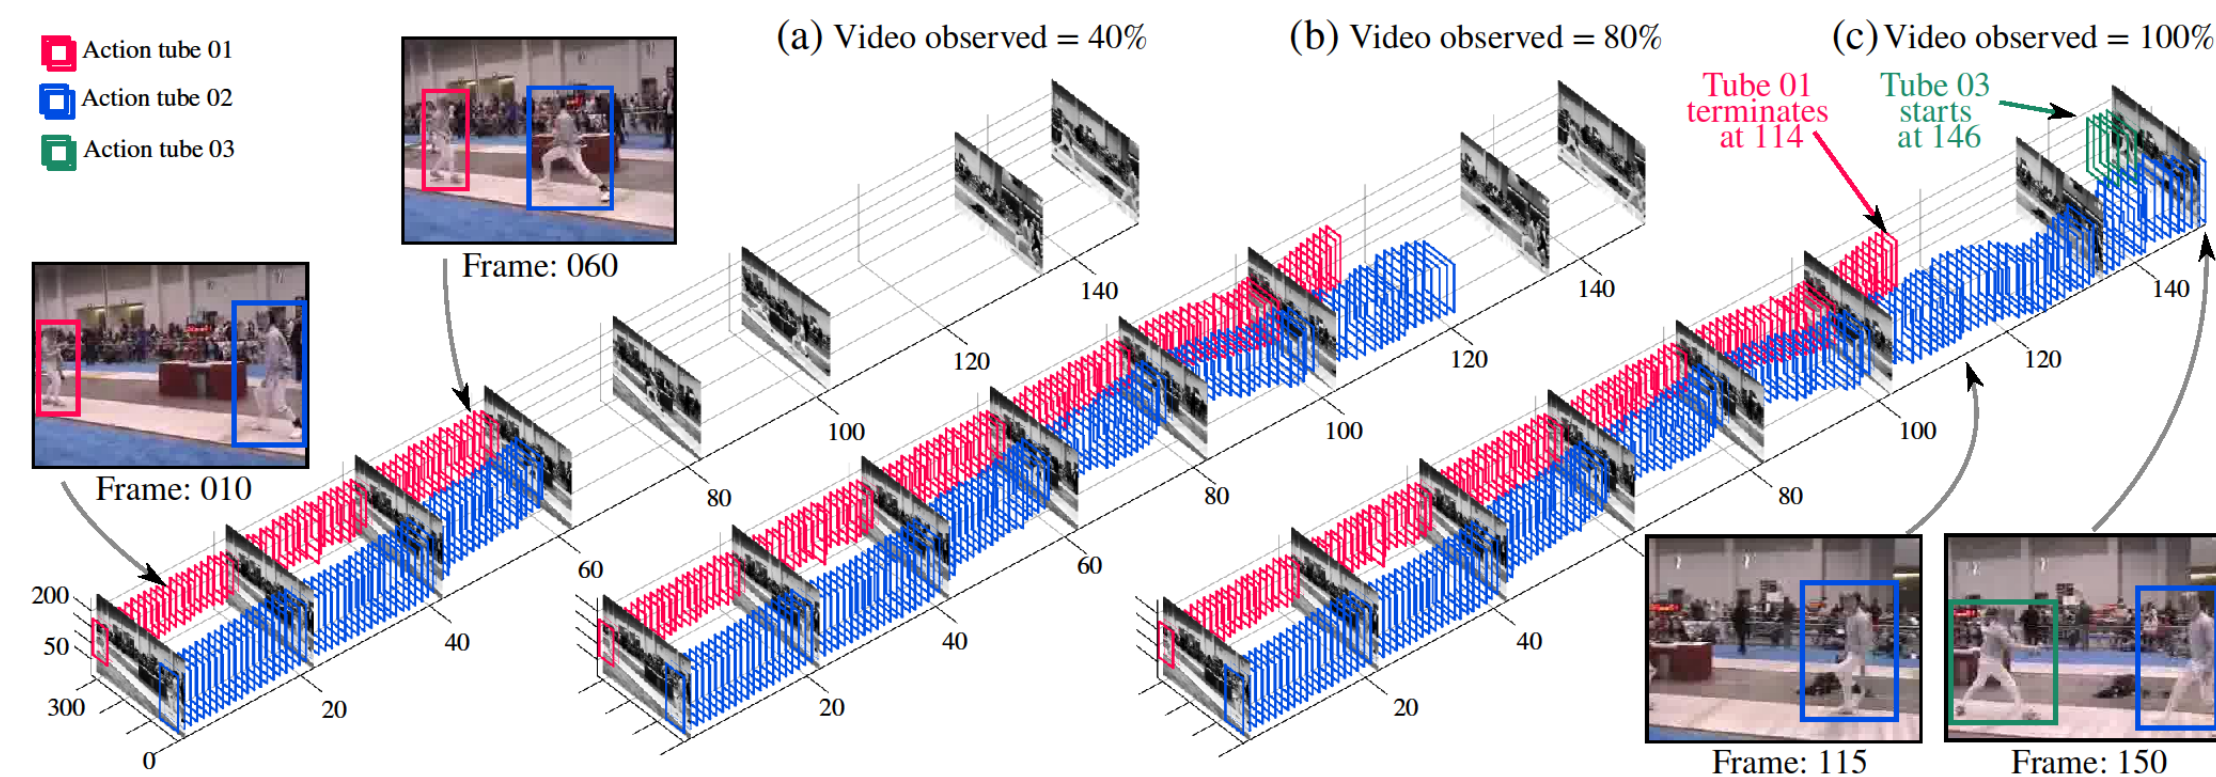 Action tube 01
Action tube 02
Action tube 03
(a) Video observed = 40%
(b) Video observed = 80%
(c) Video observed = 100%
Frame: 010
Frame: 060
Tube 01
terminates
at 114
Tube 03
starts
at 146
200
50
300
0
20
40
60
80
100
120
140
20
40
60
80
100
120
140
20
40
80
100
120
140
Frame: 115
Frame: 150